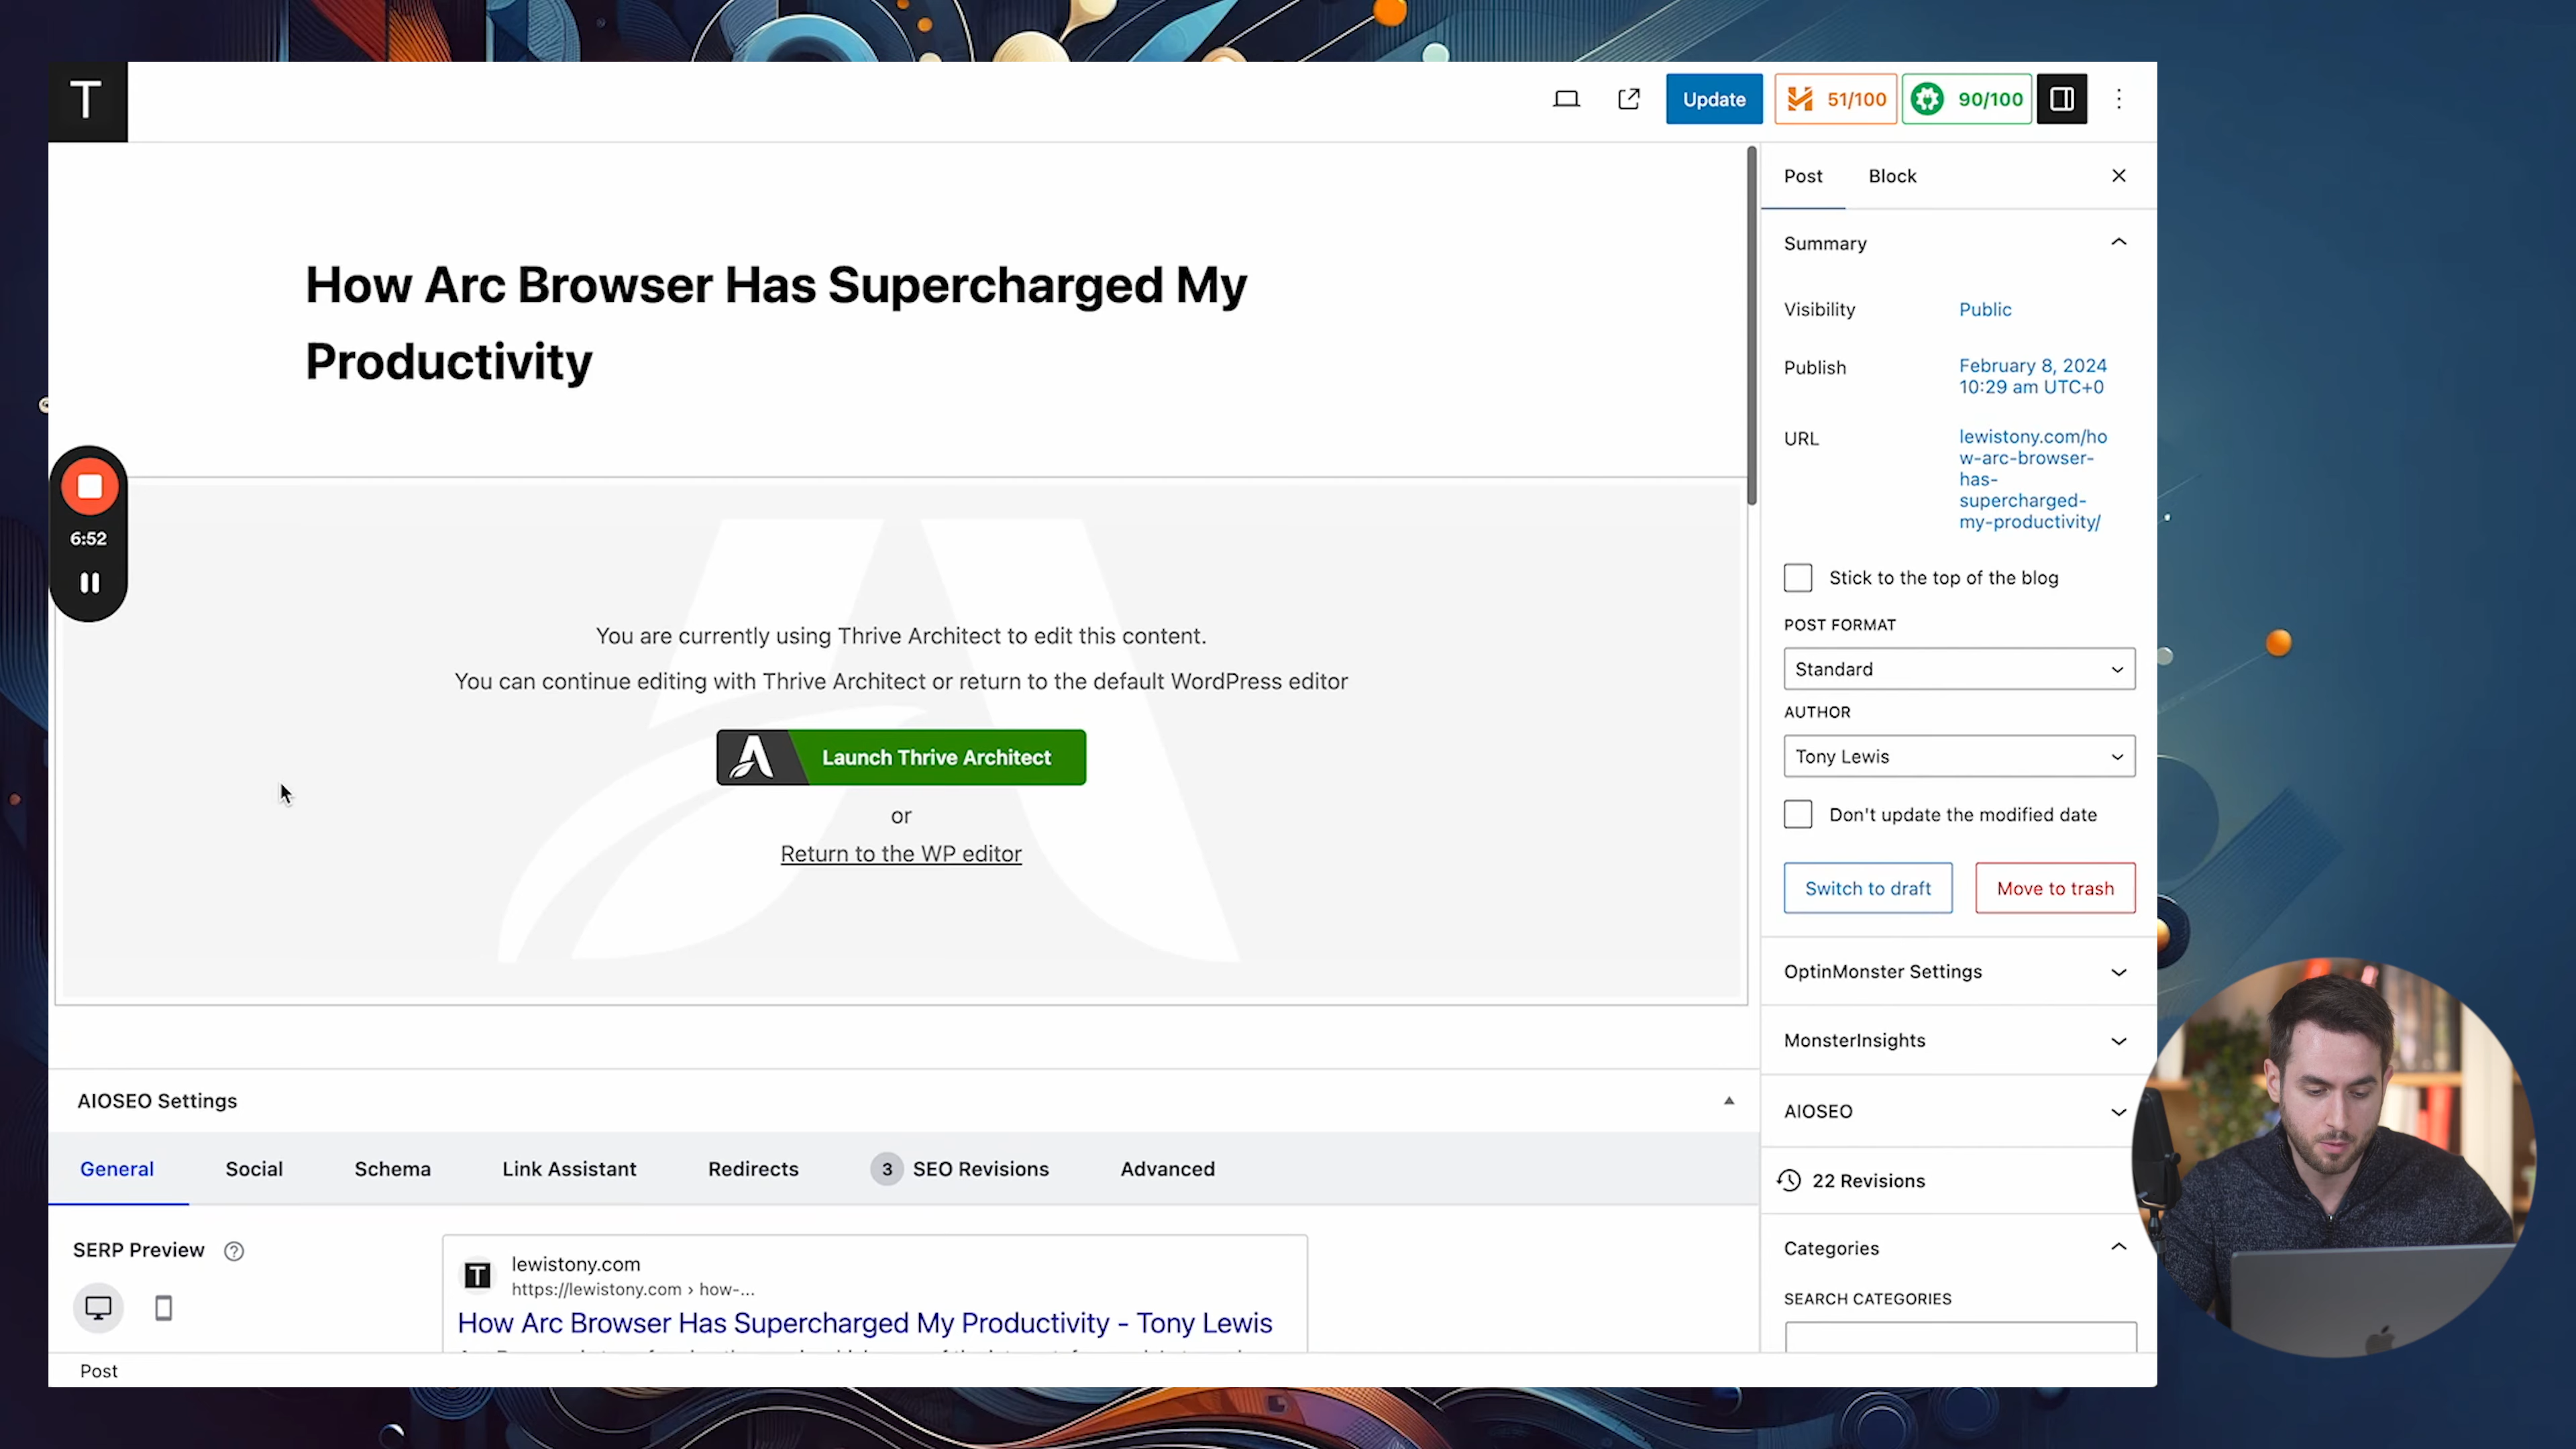 T
Update
51/100
90/100
Post
Block
How Arc Browser Has Supercharged My
Productivity
Summary
Visibility
Public
Publish
February 8, 2024
10:29 am UTC+0
URL
lewistony.com/ho
w-arc-browser-
has-
supercharged-
my-productivity/
6:52
Stick to the top of the blog
POST FORMAT
Standard
AUTHOR
Tony Lewis
Don't update the modified date
Switch to draft
Move to trash
You are currently using Thrive Architect to edit this content.
You can continue editing with Thrive Architect or return to the default WordPress editor
Launch Thrive Architect
or
Return to the WP editor
OptinMonster Settings
MonsterInsights
AIOSEO
22 Revisions
Categories
SEARCH CATEGORIES
AIOSEO Settings
General
Social
Schema
Link Assistant
Redirects
3 SEO Revisions
Advanced
SERP Preview
T
lewistony.com
https://lewistony.com › how-...
How Arc Browser Has Supercharged My Productivity - Tony Lewis
Post